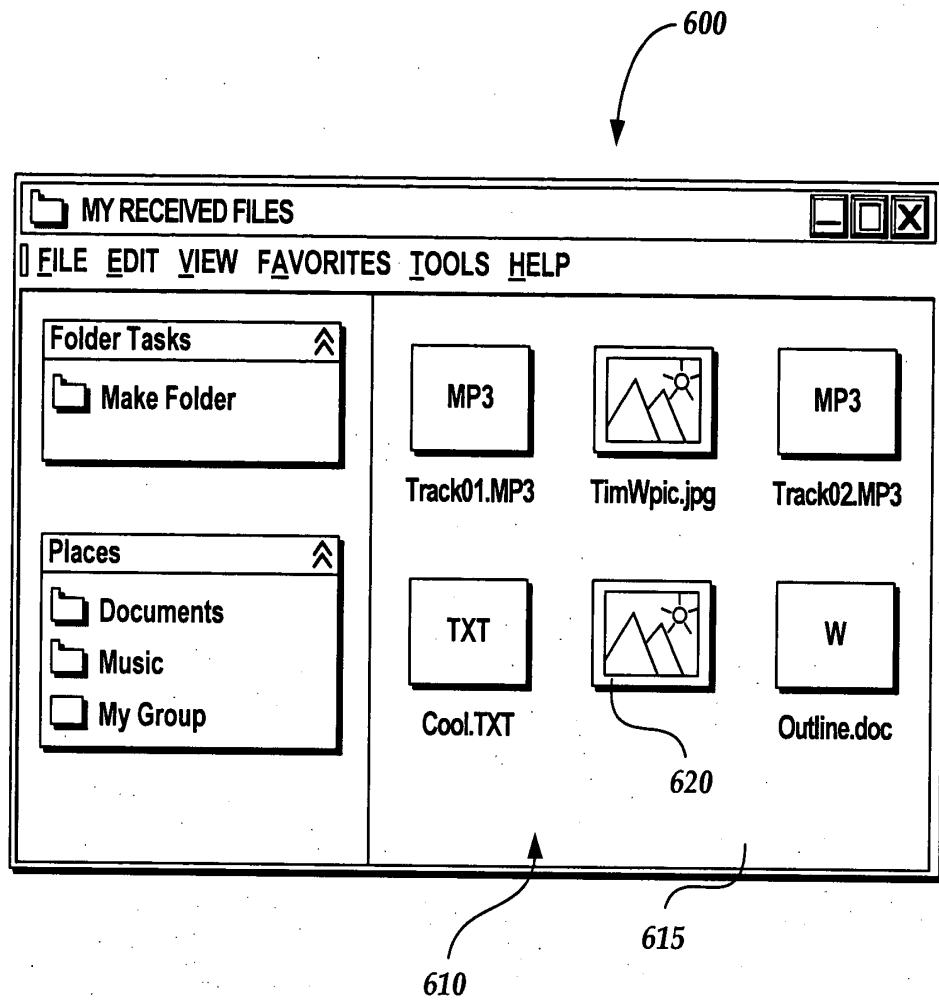 600
MY RECEIVED FILES
FILE EDIT VIEW FAVORITES TOOLS HELP
Folder Tasks
Make Folder
Places
Documents
Music
My Group
MP3
MP3
Track01.MP3 TimWpic.jpg Track02.MP3
TXT
W
Cool.TXT
Outline.doc
620
615
610